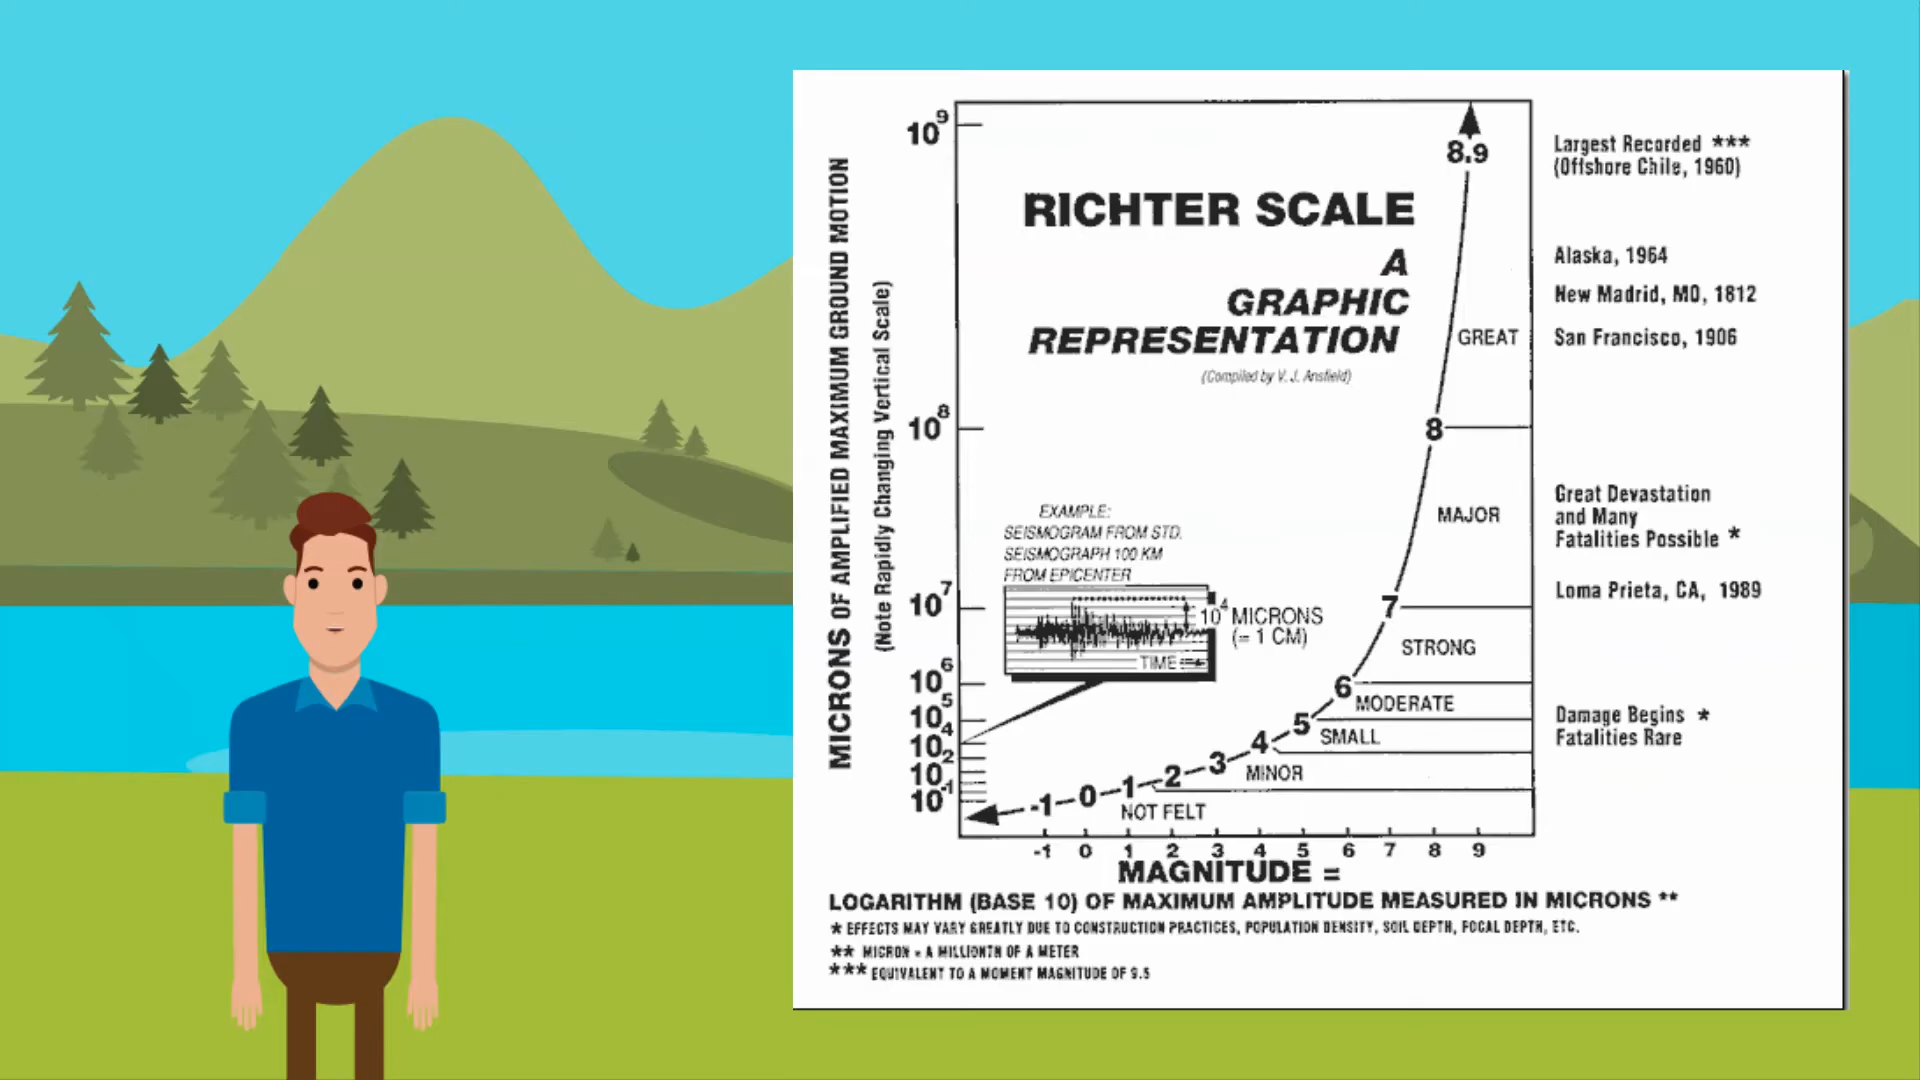 MICRONS OF AMPLIFIED MAXIMUM GROUND MOTION
(Note Rapidly Changing Vertical Scale)
10^9
10^8
10^7
10^6
10^5
10^4
10^2
10^2
10^-1
RICHTER SCALE
A
GRAPHIC
REPRESENTATION
(Compiled by V. J. Ansfield)
EXAMPLE:
SEISMOGRAM FROM STD.
SEISMOGRAPH 100 KM
FROM EPICENTER
10^4 MICRONS
(= 1 CM)
TIME
8.9
GREAT
8
MAJOR
7
STRONG
6
MODERATE
5
SMALL
4
3
MINOR
2
1
0
-1
NOT FELT
Largest Recorded ***
(Offshore Chile, 1960)
Alaska, 1964
New Madrid, MO, 1812
San Francisco, 1906
Great Devastation
and Many
Fatalities Possible *
Loma Prieta, CA, 1989
Damage Begins *
Fatalities Rare
-1 0 1 2 3 4 5 6 7 8 9
MAGNITUDE =
LOGARITHM (BASE 10) OF MAXIMUM AMPLITUDE MEASURED IN MICRONS **
* EFFECTS MAY VARY GREATLY DUE TO CONSTRUCTION PRACTICES, POPULATION DENSITY, SOIL DEPTH, FOCAL DEPTH, ETC.
** MICRON = A MILLIONTH OF A METER
*** EQUIVALENT TO A MOMENT MAGNITUDE OF 9.5